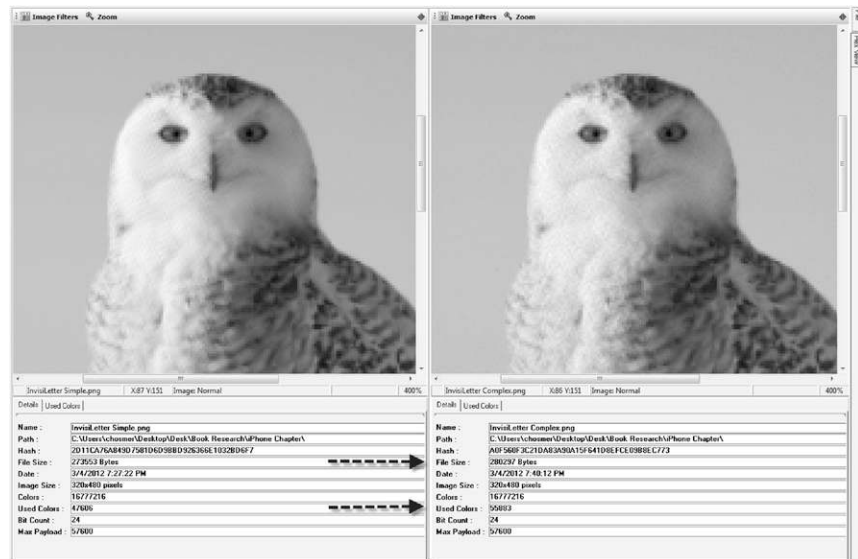 Image Filters Zoom
InvisiLetter Simple.png X:87 Y:151 Image: Normal 400%
Details Used Colors
Name : InvisiLetter Simple.png
Path : C:\Users\chosmer\Desktop\Desk\Book Research\iPhone Chapter\
Hash : 2D11CA76A849D7581D6D9BBD926366E1032BD6F7
File Size : 273553 Bytes
Date : 3/4/2012 7:27:22 PM
Image Size : 320x480 pixels
Colors : 16777216
Used Colors : 47606
Bit Count : 24
Max Payload : 57600
Image Filters Zoom
InvisiLetter Complex.png X:86 Y:151 Image: Normal 400%
Details Used Colors
Name : InvisiLetter Complex.png
Path : C:\Users\chosmer\Desktop\Desk\Book Research\iPhone Chapter\
Hash : A0F560F3C21DA83A90A15F641D8EFCE09B8EC773
File Size : 280297 Bytes
Date : 3/4/2012 7:40:12 PM
Image Size : 320x480 pixels
Colors : 16777216
Used Colors : 55883
Bit Count : 24
Max Payload : 57600